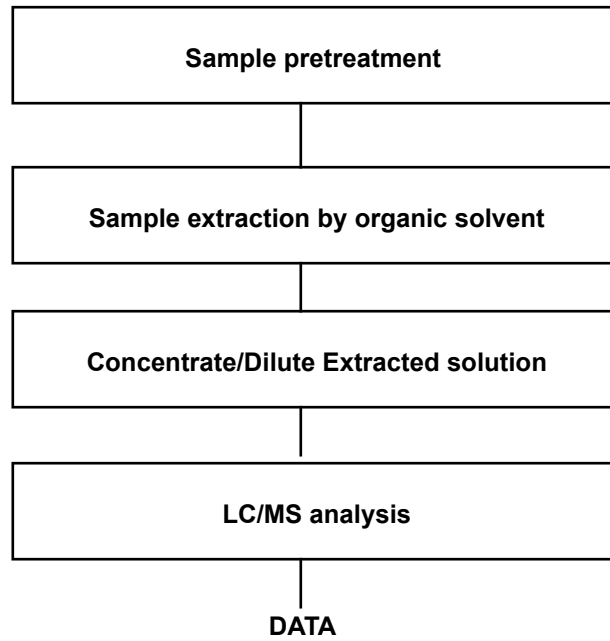 Sample pretreatment
Sample extraction by organic solvent
Concentrate/Dilute Extracted solution
LC/MS analysis
DATA